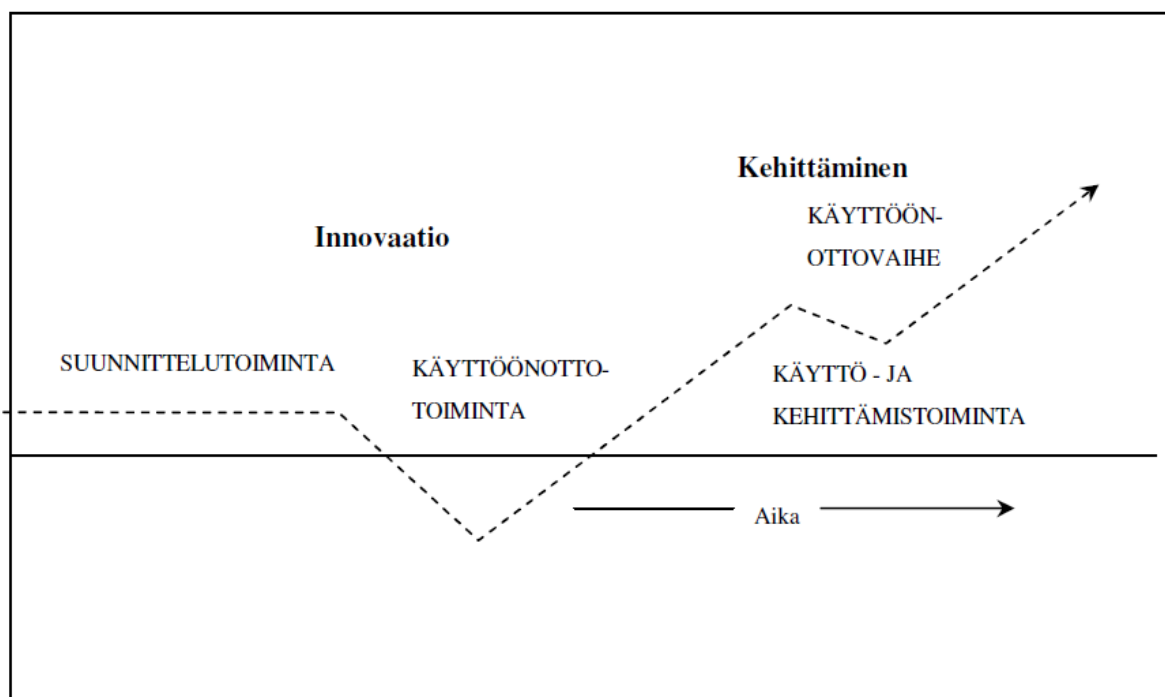 Kehittäminen
KÄYTTÖÖN-
OTTOVAIHE
Innovaatio
SUUNNITTELUTOIMINTA
KÄYTTÖÖNOTTO-
TOIMINTA
KÄYTTÖ - JA
KEHITTÄMISTOIMINTA
Aika